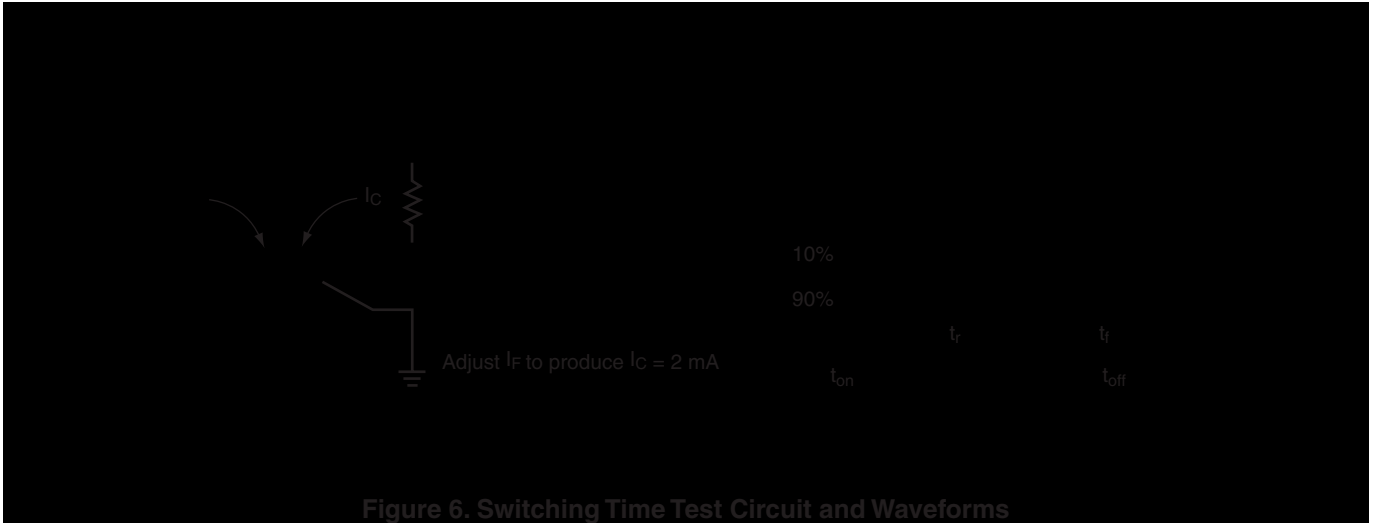 I_C
10%
90%
t_r t_f
Adjust I_F to produce I_C = 2 mA
t_on t_off
Figure 6. Switching Time Test Circuit and Waveforms